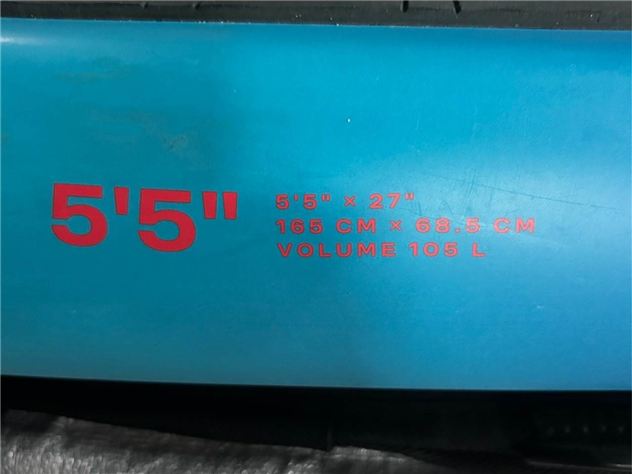 5'5"
5'5" × 27"
165 CM × 68.5 CM
VOLUME 105 L